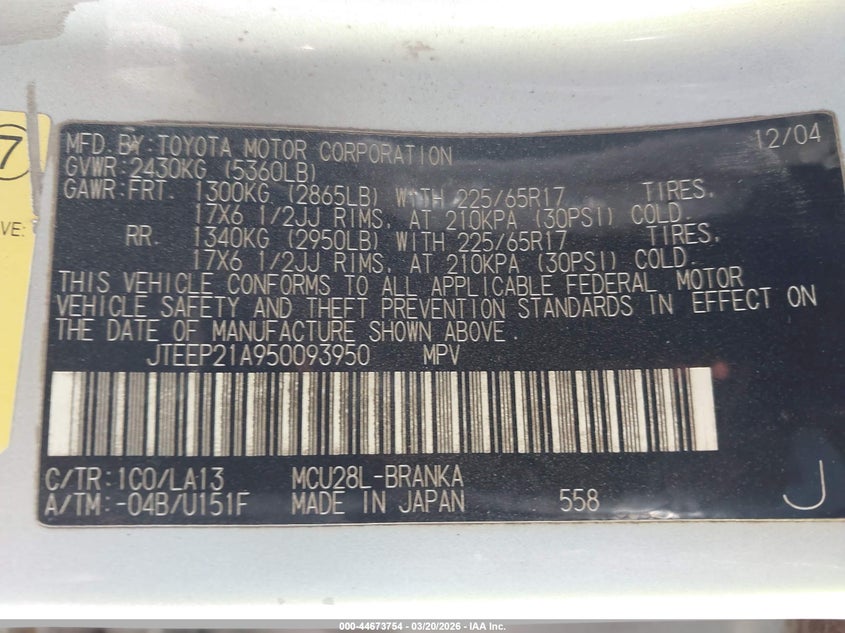 7
VE:
MFD. BY: TOYOTA MOTOR CORPORATION 12/04
GVWR: 2430KG (5360LB)
GAWR: FRT. 1300KG (2865LB) WITH 225/65R17 TIRES,
17X6 1/2JJ RIMS, AT 210KPA (30PSI) COLD.
RR. 1340KG (2950LB) WITH 225/65R17 TIRES,
17X6 1/2JJ RIMS, AT 210KPA (30PSI) COLD.
THIS VEHICLE CONFORMS TO ALL APPLICABLE FEDERAL MOTOR
VEHICLE SAFETY AND THEFT PREVENTION STANDARDS IN EFFECT ON
THE DATE OF MANUFACTURE SHOWN ABOVE.
JTEEP21A950093950 MPV
C/TR: 1C0/LA13 MCU28L-BRANKA
A/TM: -04B/U151F MADE IN JAPAN 558 J
000-44673754 - 03/20/2026 - IAA Inc.